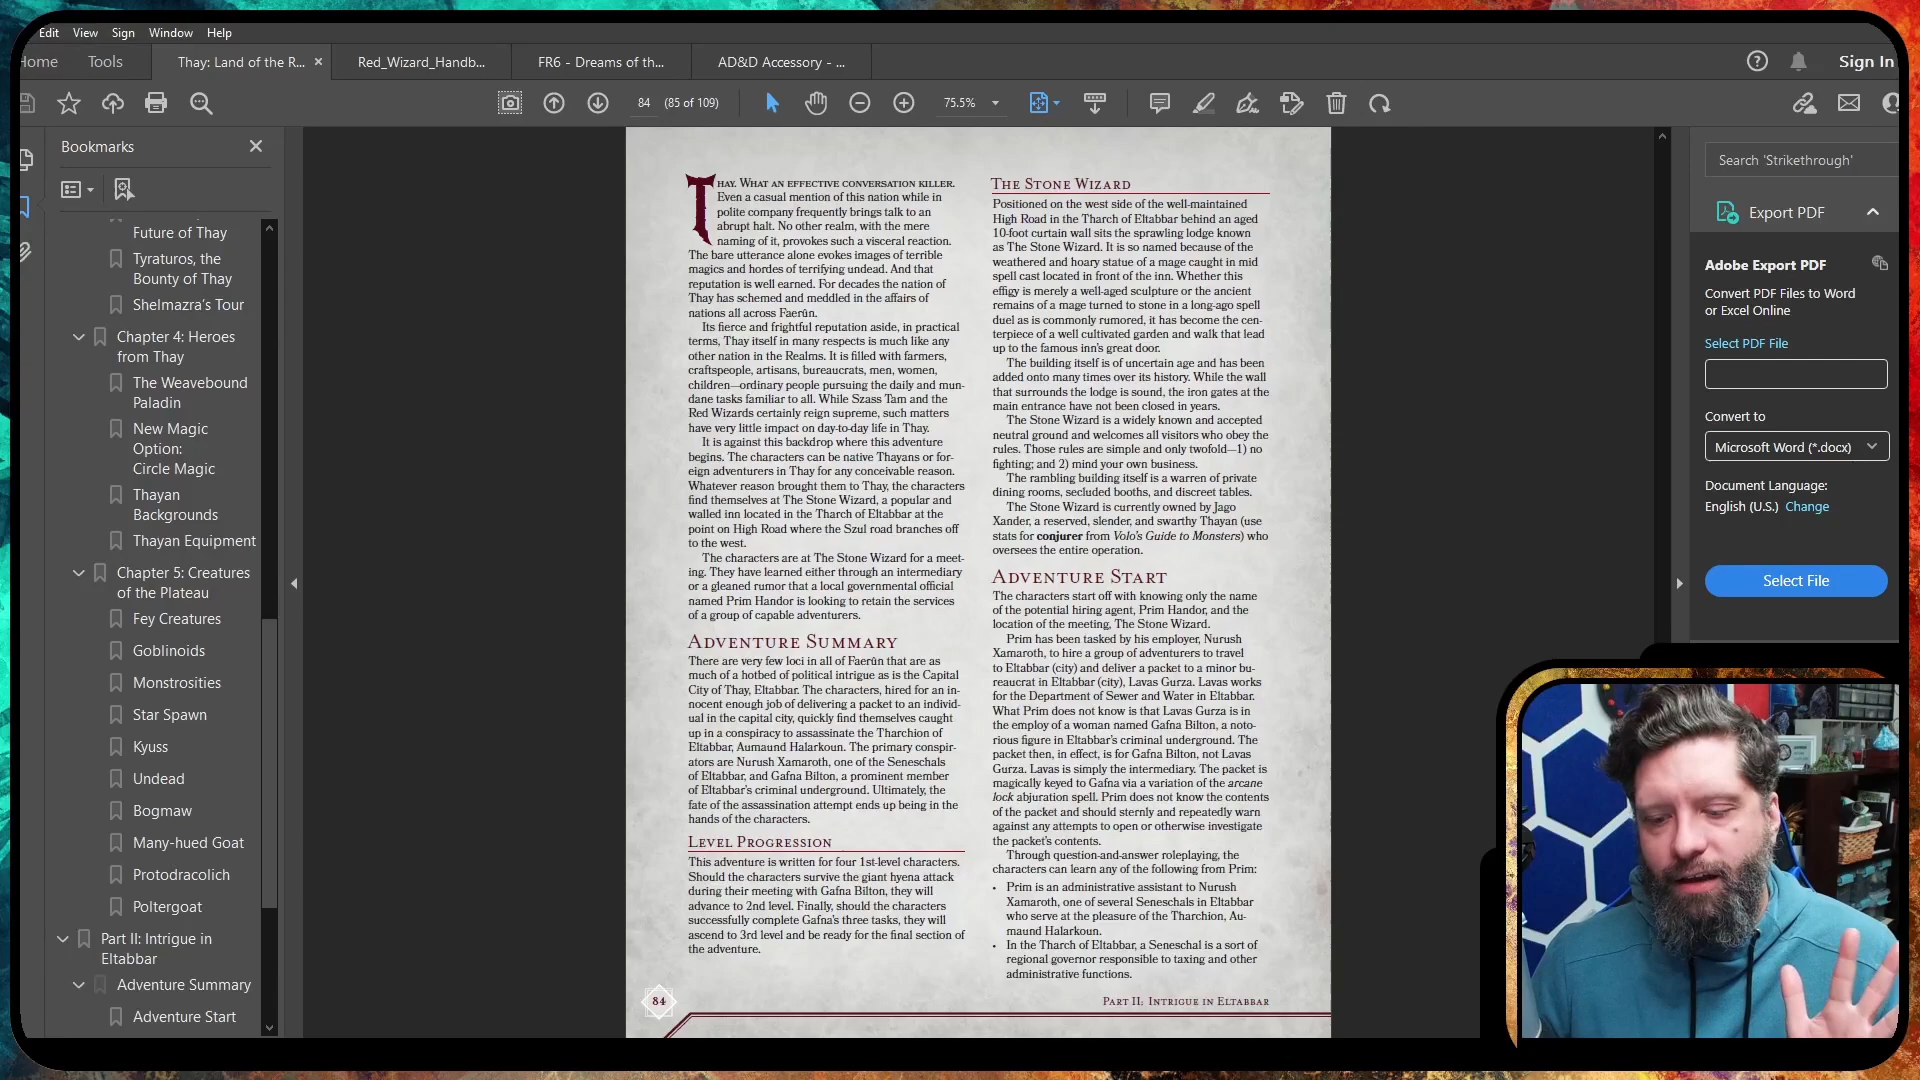 Edit View Sign Window Help
Home Tools Thay: Land of the R... × Red_Wizard_Handb... FR6 - Dreams of th... AD&D Accessory - ... Sign In
84 (85 of 109) 75.5%
Bookmarks
Future of Thay
Tyraturos, the
Bounty of Thay
Shelmazra's Tour
Chapter 4: Heroes
from Thay
The Weavebound
Paladin
New Magic
Option:
Circle Magic
Thayan
Backgrounds
Thayan Equipment
Chapter 5: Creatures
of the Plateau
Fey Creatures
Goblinoids
Monstrosities
Star Spawn
Kyuss
Undead
Bogmaw
Many-hued Goat
Protodracolich
Poltergoat
Part II: Intrigue in
Eltabbar
Adventure Summary
Adventure Start
Thay. What an effective conversation killer.
Even a casual mention of this nation while in
polite company frequently brings talk to an
abrupt halt. No other realm, with the mere
naming of it, provokes such a visceral reaction.
The bare utterance alone evokes images of terrible
magics and hordes of terrifying undead. And that
reputation is well earned. For decades the nation of
Thay has schemed and meddled in the affairs of
nations all across Faerûn.
Its fierce and frightful reputation aside, in practical
terms, Thay itself in many respects is much like any
other nation in the Realms. It is filled with farmers,
craftspeople, artisans, bureaucrats, men, women,
children—ordinary people pursuing the daily and mun-
dane tasks familiar to all. While Szass Tam and the
Red Wizards certainly reign supreme, such matters
have very little impact on day-to-day life in Thay.
It is against this backdrop where this adventure
begins. The characters can be native Thayans or for-
eign adventurers in Thay for any conceivable reason.
Whatever reason brought them to Thay, the characters
find themselves at The Stone Wizard, a popular and
walled inn located in the Tharch of Eltabbar at the
point on High Road where the Szul road branches off
to the west.
The characters are at The Stone Wizard for a meet-
ing. They have learned either through an intermediary
or a gleaned rumor that a local governmental official
named Prim Handor is looking to retain the services
of a group of capable adventurers.
Adventure Summary
There are very few loci in all of Faerûn that are as
much of a hotbed of political intrigue as is the Capital
City of Thay, Eltabbar. The characters, hired for an in-
nocent enough job of delivering a packet to an individ-
ual in the capital city, quickly find themselves caught
up in a conspiracy to assassinate the Tharchion of
Eltabbar, Aumaund Halarkoun. The primary conspir-
ators are Nurush Xamaroth, one of the Seneschals
of Eltabbar, and Gafna Bilton, a prominent member
of Eltabbar's criminal underground. Ultimately, the
fate of the assassination attempt ends up being in the
hands of the characters.
Level Progression
This adventure is written for four 1st-level characters.
Should the characters survive the giant hyena attack
during their meeting with Gafna Bilton, they will
advance to 2nd level. Finally, should the characters
successfully complete Gafna's three tasks, they will
ascend to 3rd level and be ready for the final section of
the adventure.
84
The Stone Wizard
Positioned on the west side of the well-maintained
High Road in the Tharch of Eltabbar behind an aged
10-foot curtain wall sits the sprawling lodge known
as The Stone Wizard. It is so named because of the
weathered and hoary statue of a mage caught in mid
spell cast located in front of the inn. Whether this
effigy is merely a well-aged sculpture or the ancient
remains of a mage turned to stone in a long-ago spell
duel as is commonly rumored, it has become the cen-
terpiece of a well cultivated garden and walk that lead
up to the famous inn's great door.
The building itself is of uncertain age and has been
added onto many times over its history. While the wall
that surrounds the lodge is sound, the iron gates at the
main entrance have not been closed in years.
The Stone Wizard is a widely known and accepted
neutral ground and welcomes all visitors who obey the
rules. Those rules are simple and only twofold—1) no
fighting; and 2) mind your own business.
The rambling building itself is a warren of private
dining rooms, secluded booths, and discreet tables.
The Stone Wizard is currently owned by Jago
Xander, a reserved, slender, and swarthy Thayan (use
stats for conjurer from Volo's Guide to Monsters) who
oversees the entire operation.
Adventure Start
The characters start off with knowing only the name
of the potential hiring agent, Prim Handor, and the
location of the meeting, The Stone Wizard.
Prim has been tasked by his employer, Nurush
Xamaroth, to hire a group of adventurers to travel
to Eltabbar (city) and deliver a packet to a minor bu-
reaucrat in Eltabbar (city), Lavas Gurza. Lavas works
for the Department of Sewer and Water in Eltabbar.
What Prim does not know is that Lavas Gurza is in
the employ of a woman named Gafna Bilton, a noto-
rious figure in Eltabbar's criminal underground. The
packet then, in effect, is for Gafna Bilton, not Lavas
Gurza. Lavas is simply the intermediary. The packet is
magically keyed to Gafna via a variation of the arcane
lock abjuration spell. Prim does not know the contents
of the packet and should sternly and repeatedly warn
against any attempts to open or otherwise investigate
the packet's contents.
Through question-and-answer roleplaying, the
characters can learn any of the following from Prim:
• Prim is an administrative assistant to Nurush
Xamaroth, one of several Seneschals in Eltabbar
who serve at the pleasure of the Tharchion, Au-
maund Halarkoun.
• In the Tharch of Eltabbar, a Seneschal is a sort of
regional governor responsible to taxing and other
administrative functions.
Part II: Intrigue in Eltabbar
Search 'Strikethrough'
Export PDF
Adobe Export PDF
Convert PDF Files to Word
or Excel Online
Select PDF File
Convert to
Microsoft Word (*.docx)
Document Language:
English (U.S.) Change
Select File